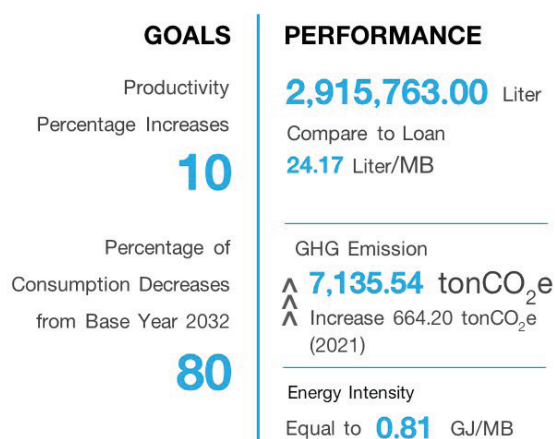 GOALS
Productivity
Percentage Increases
10
Percentage of
Consumption Decreases
from Base Year 2032
80
PERFORMANCE
2,915,763.00 Liter
Compare to Loan
24.17 Liter/MB
GHG Emission
7,135.54 tonCO₂e
Increase 664.20 tonCO₂e
(2021)
Energy Intensity
Equal to 0.81 GJ/MB